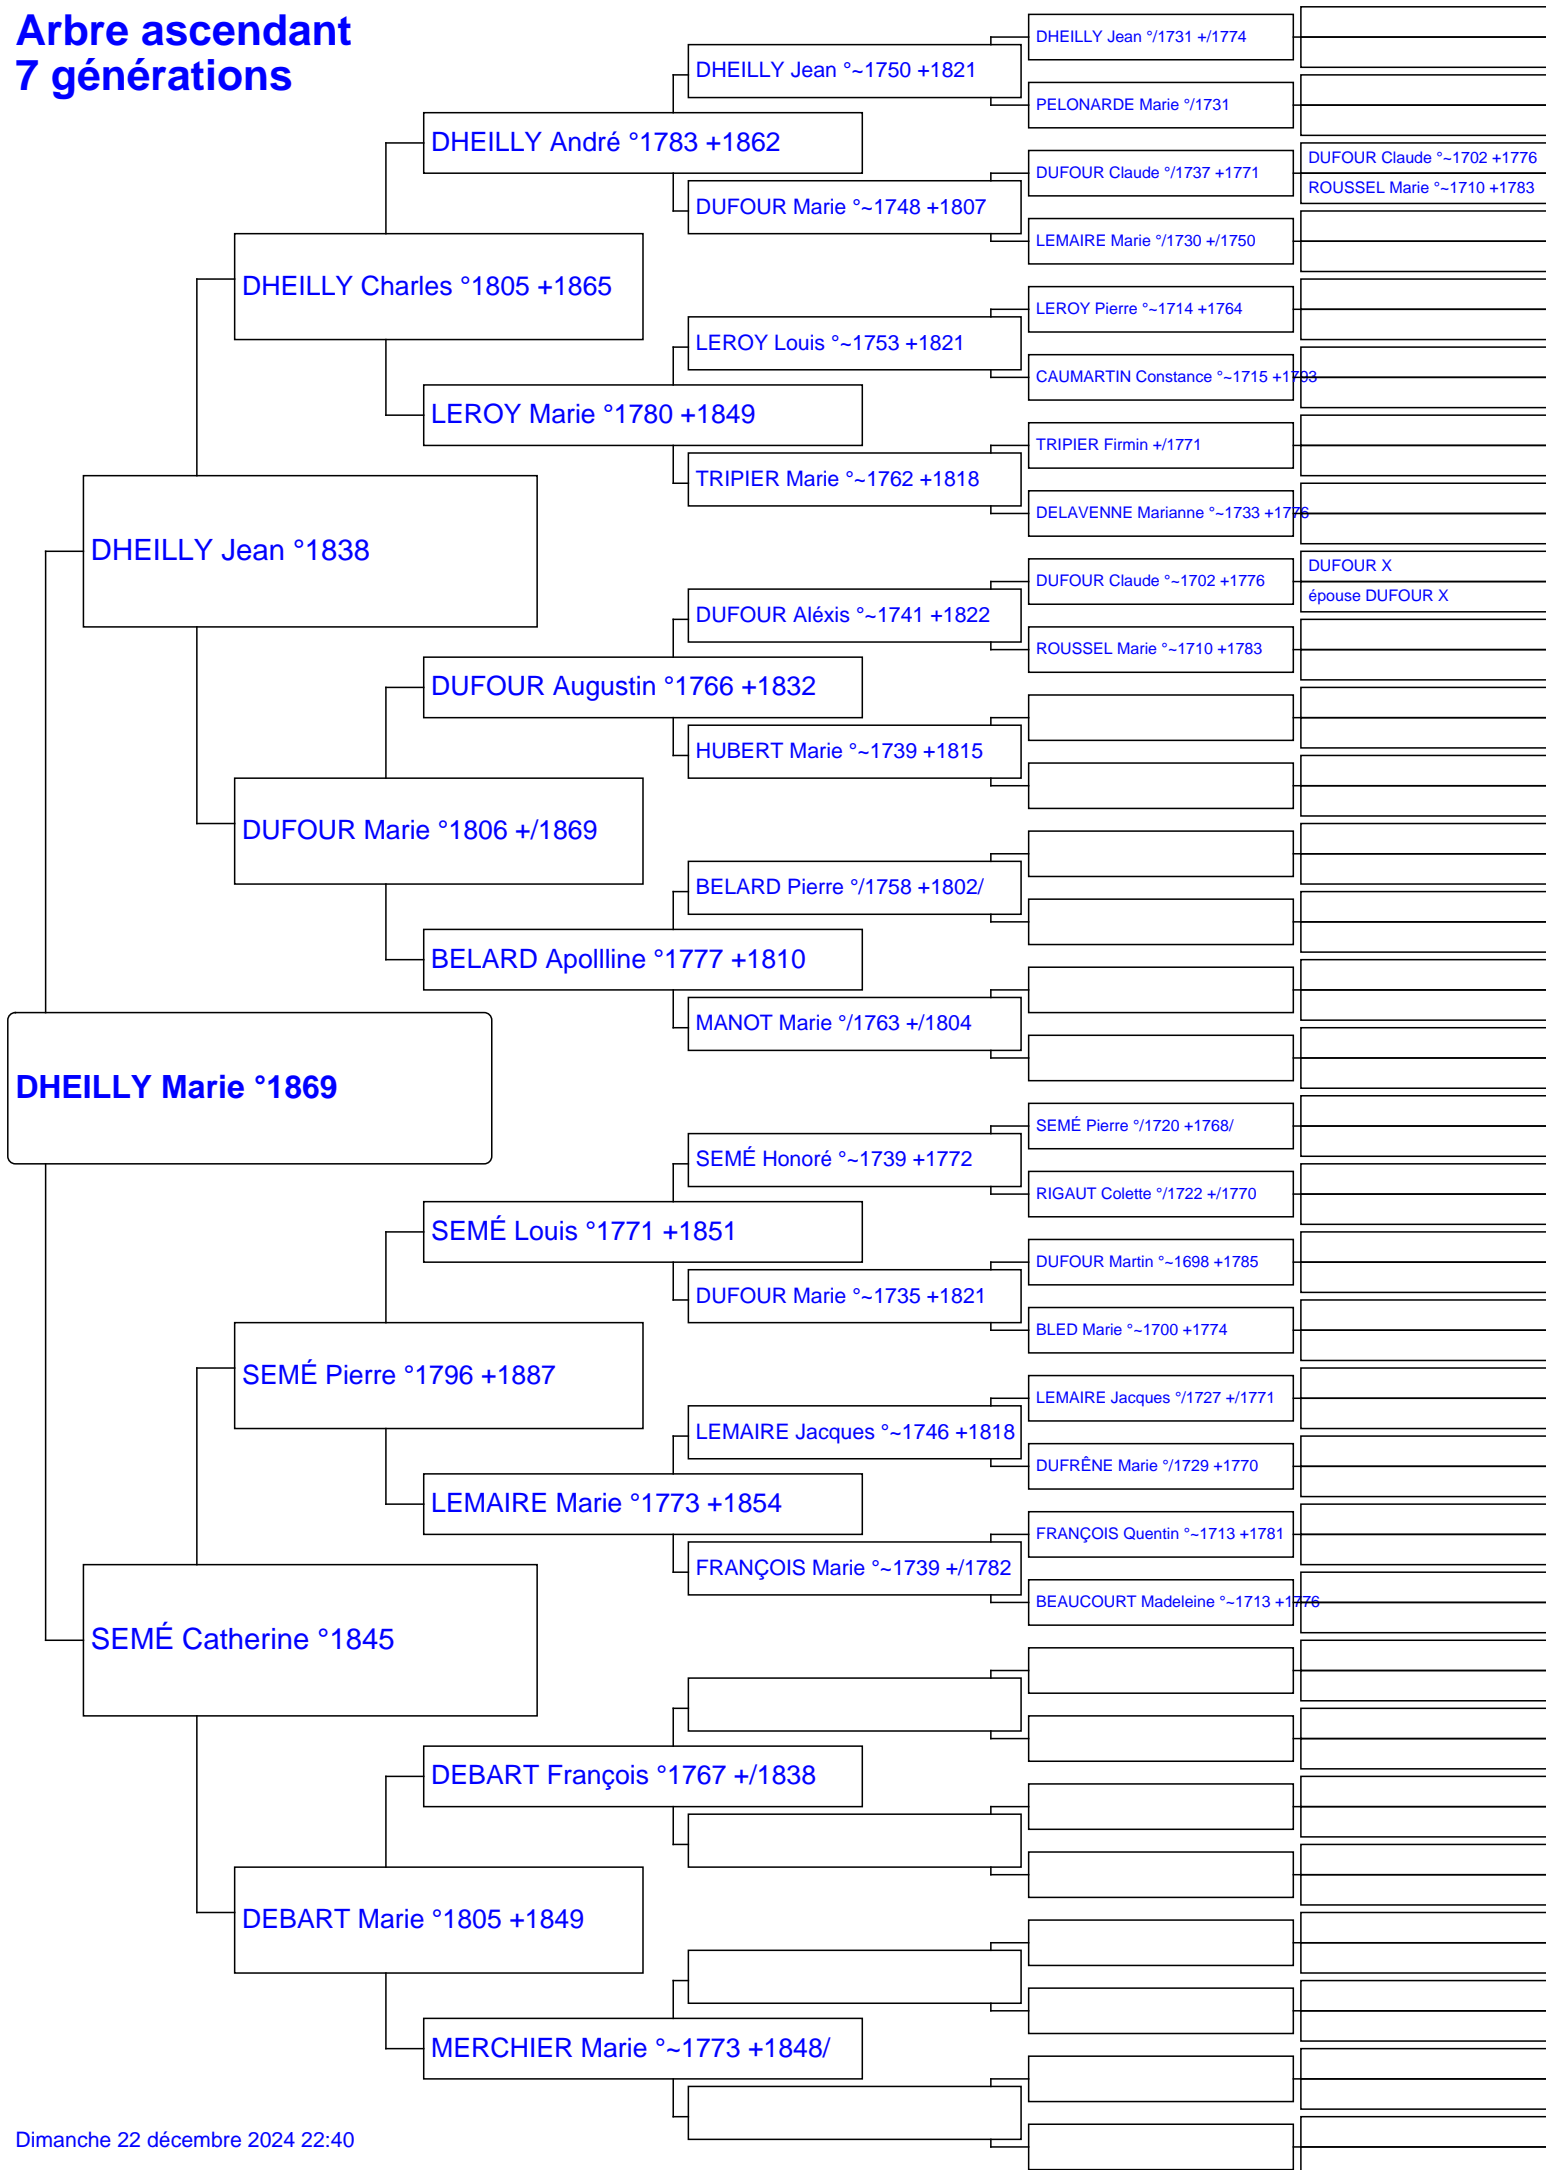 Arbre ascendant
7 générations
DHEILLY Marie °1869
DHEILLY Jean °1838
SEMÉ Catherine °1845
DHEILLY Charles °1805 +1865
DUFOUR Marie °1806 +/1869
SEMÉ Pierre °1796 +1887
DEBART Marie °1805 +1849
DHEILLY André °1783 +1862
LEROY Marie °1780 +1849
DUFOUR Augustin °1766 +1832
BELARD Apollline °1777 +1810
SEMÉ Louis °1771 +1851
LEMAIRE Marie °1773 +1854
DEBART François °1767 +/1838
MERCHIER Marie °~1773 +1848/
DHEILLY Jean °~1750 +1821
DUFOUR Marie °~1748 +1807
LEROY Louis °~1753 +1821
TRIPIER Marie °~1762 +1818
DUFOUR Aléxis °~1741 +1822
HUBERT Marie °~1739 +1815
BELARD Pierre °/1758 +1802/
MANOT Marie °/1763 +/1804
SEMÉ Honoré °~1739 +1772
DUFOUR Marie °~1735 +1821
LEMAIRE Jacques °~1746 +1818
FRANÇOIS Marie °~1739 +/1782
DHEILLY Jean °/1731 +/1774
PELONARDE Marie °/1731
DUFOUR Claude °/1737 +1771
LEMAIRE Marie °/1730 +/1750
LEROY Pierre °~1714 +1764
CAUMARTIN Constance °~1715 +1793
TRIPIER Firmin +/1771
DELAVENNE Marianne °~1733 +1776
DUFOUR Claude °~1702 +1776
ROUSSEL Marie °~1710 +1783
SEMÉ Pierre °/1720 +1768/
RIGAUT Colette °/1722 +/1770
DUFOUR Martin °~1698 +1785
BLED Marie °~1700 +1774
LEMAIRE Jacques °/1727 +/1771
DUFRÊNE Marie °/1729 +1770
FRANÇOIS Quentin °~1713 +1781
BEAUCOURT Madeleine °~1713 +1776
DUFOUR Claude °~1702 +1776
ROUSSEL Marie °~1710 +1783
DUFOUR X
épouse DUFOUR X
Dimanche 22 décembre 2024 22:40